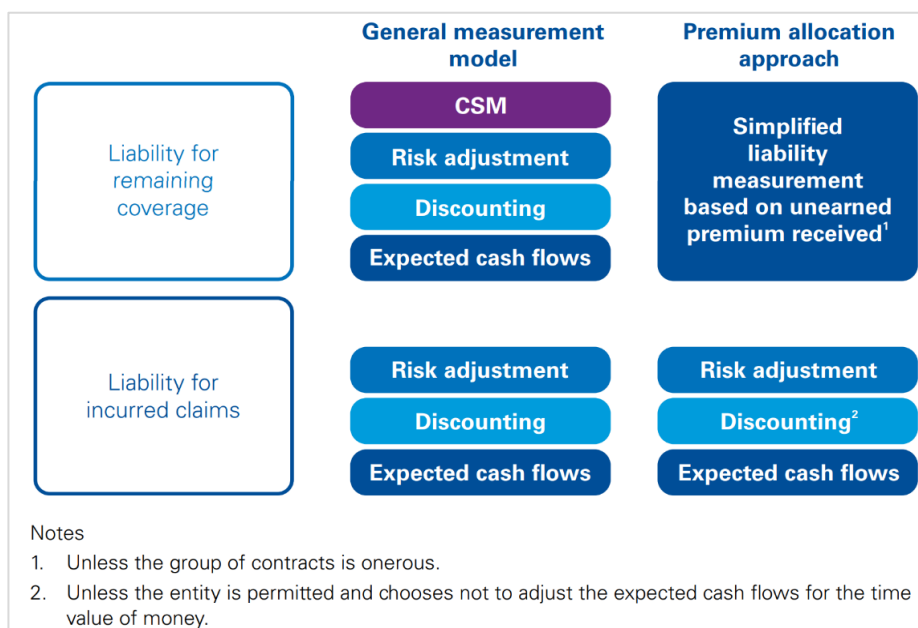 General measurement
model
Premium allocation
approach
Liability for
remaining
coverage
CSM
Risk adjustment
Discounting
Expected cash flows
Simplified
liability
measurement
based on unearned
premium received¹
Liability for
incurred claims
Risk adjustment
Discounting
Expected cash flows
Risk adjustment
Discounting²
Expected cash flows
Notes
1. Unless the group of contracts is onerous.
2. Unless the entity is permitted and chooses not to adjust the expected cash flows for the time
value of money.